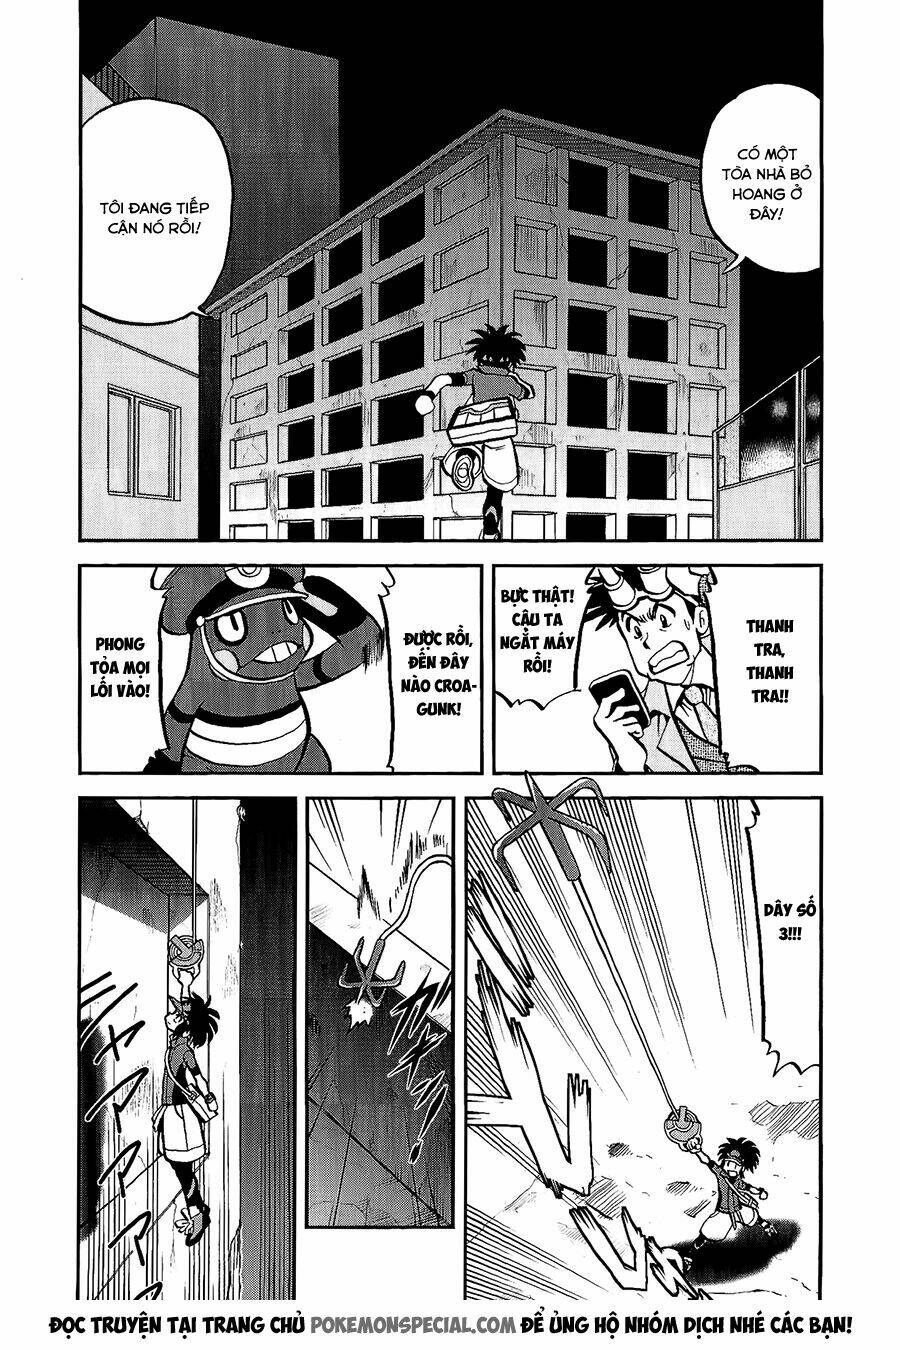 CÓ MỘT
TÒA NHÀ BỎ
HOANG Ở
ĐÂY!
TÔI ĐANG TIẾP
CẬN NÓ RỒI!
THANH
TRA,
THANH
TRA!!
BỰC THẬT!
CẬU TA
NGẮT MÁY
RỒI!
ĐƯỢC RỒI,
ĐẾN ĐÂY
NÀO CROA-
GUNK!
PHONG
TỎA MỌI
LỐI VÀO!
DÂY SỐ
3!!!
ĐỌC TRUYỆN TẠI TRANG CHỦ POKEMONSPECIAL.COM ĐỂ ỦNG HỘ NHÓM DỊCH NHÉ CÁC BẠN!